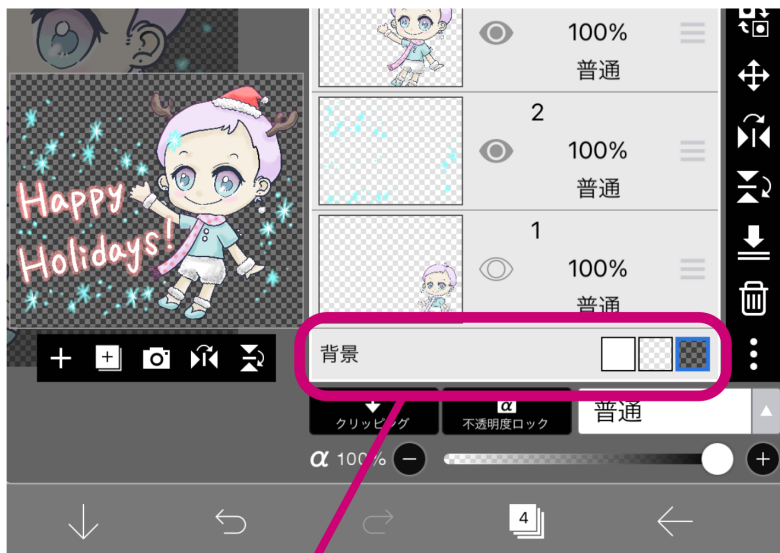 100%
普通
2
100%
普通
1
100%
普通
Happy
Holidays!
背景
クリッピング
α
不透明度ロック
普通
α 100%
4